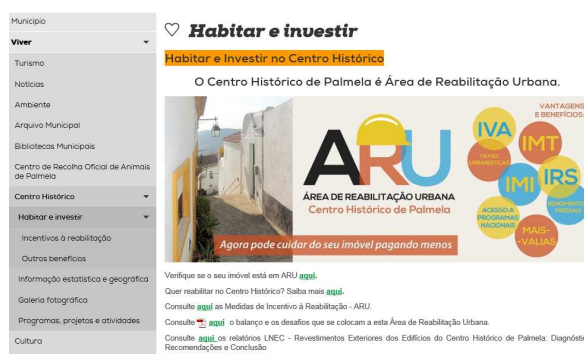 Município
Viver
Turismo
Notícias
Ambiente
Arquivo Municipal
Bibliotecas Municipais
Centro de Recolha Oficial de Animais
de Palmela
Centro Histórico
Habitar e investir
Incentivos à reabilitação
Outros benefícios
Informação estatística e geográfica
Galeria fotográfica
Programas, projetos e atividades
Cultura
Habitar e investir
Habitar e Investir no Centro Histórico
O Centro Histórico de Palmela é Área de Reabilitação Urbana.
ARU
ÁREA DE REABILITAÇÃO URBANA
Centro Histórico de Palmela
Agora pode cuidar do seu imóvel pagando menos
VANTAGENS
E BENEFÍCIOS:
IVA
IMT
TAXAS
URBANÍSTICAS
IMI
IRS
RENDIMENTO
PREDIAIS
ACESSO A
PROGRAMAS
NACIONAIS
MAIS-
-VALIAS
Verifique se o seu imóvel está em ARU aqui.
Quer reabilitar no Centro Histórico? Saiba mais aqui.
Consulte aqui as Medidas de Incentivo à Reabilitação - ARU.
Consulte aqui o balanço e os desafios que se colocam a esta Área de Reabilitação Urbana.
Consulte aqui os relatórios LNEC - Revestimentos Exteriores dos Edifícios do Centro Histórico de Palmela: Diagnóstic
Recomendações e Conclusão